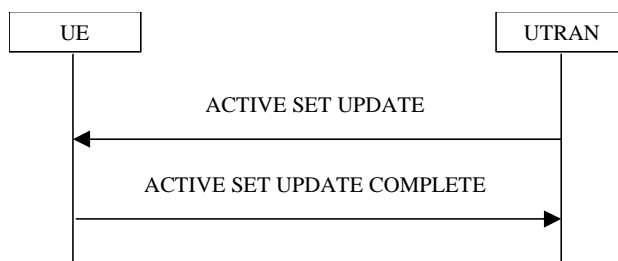 UE
UTRAN
ACTIVE SET UPDATE
ACTIVE SET UPDATE COMPLETE